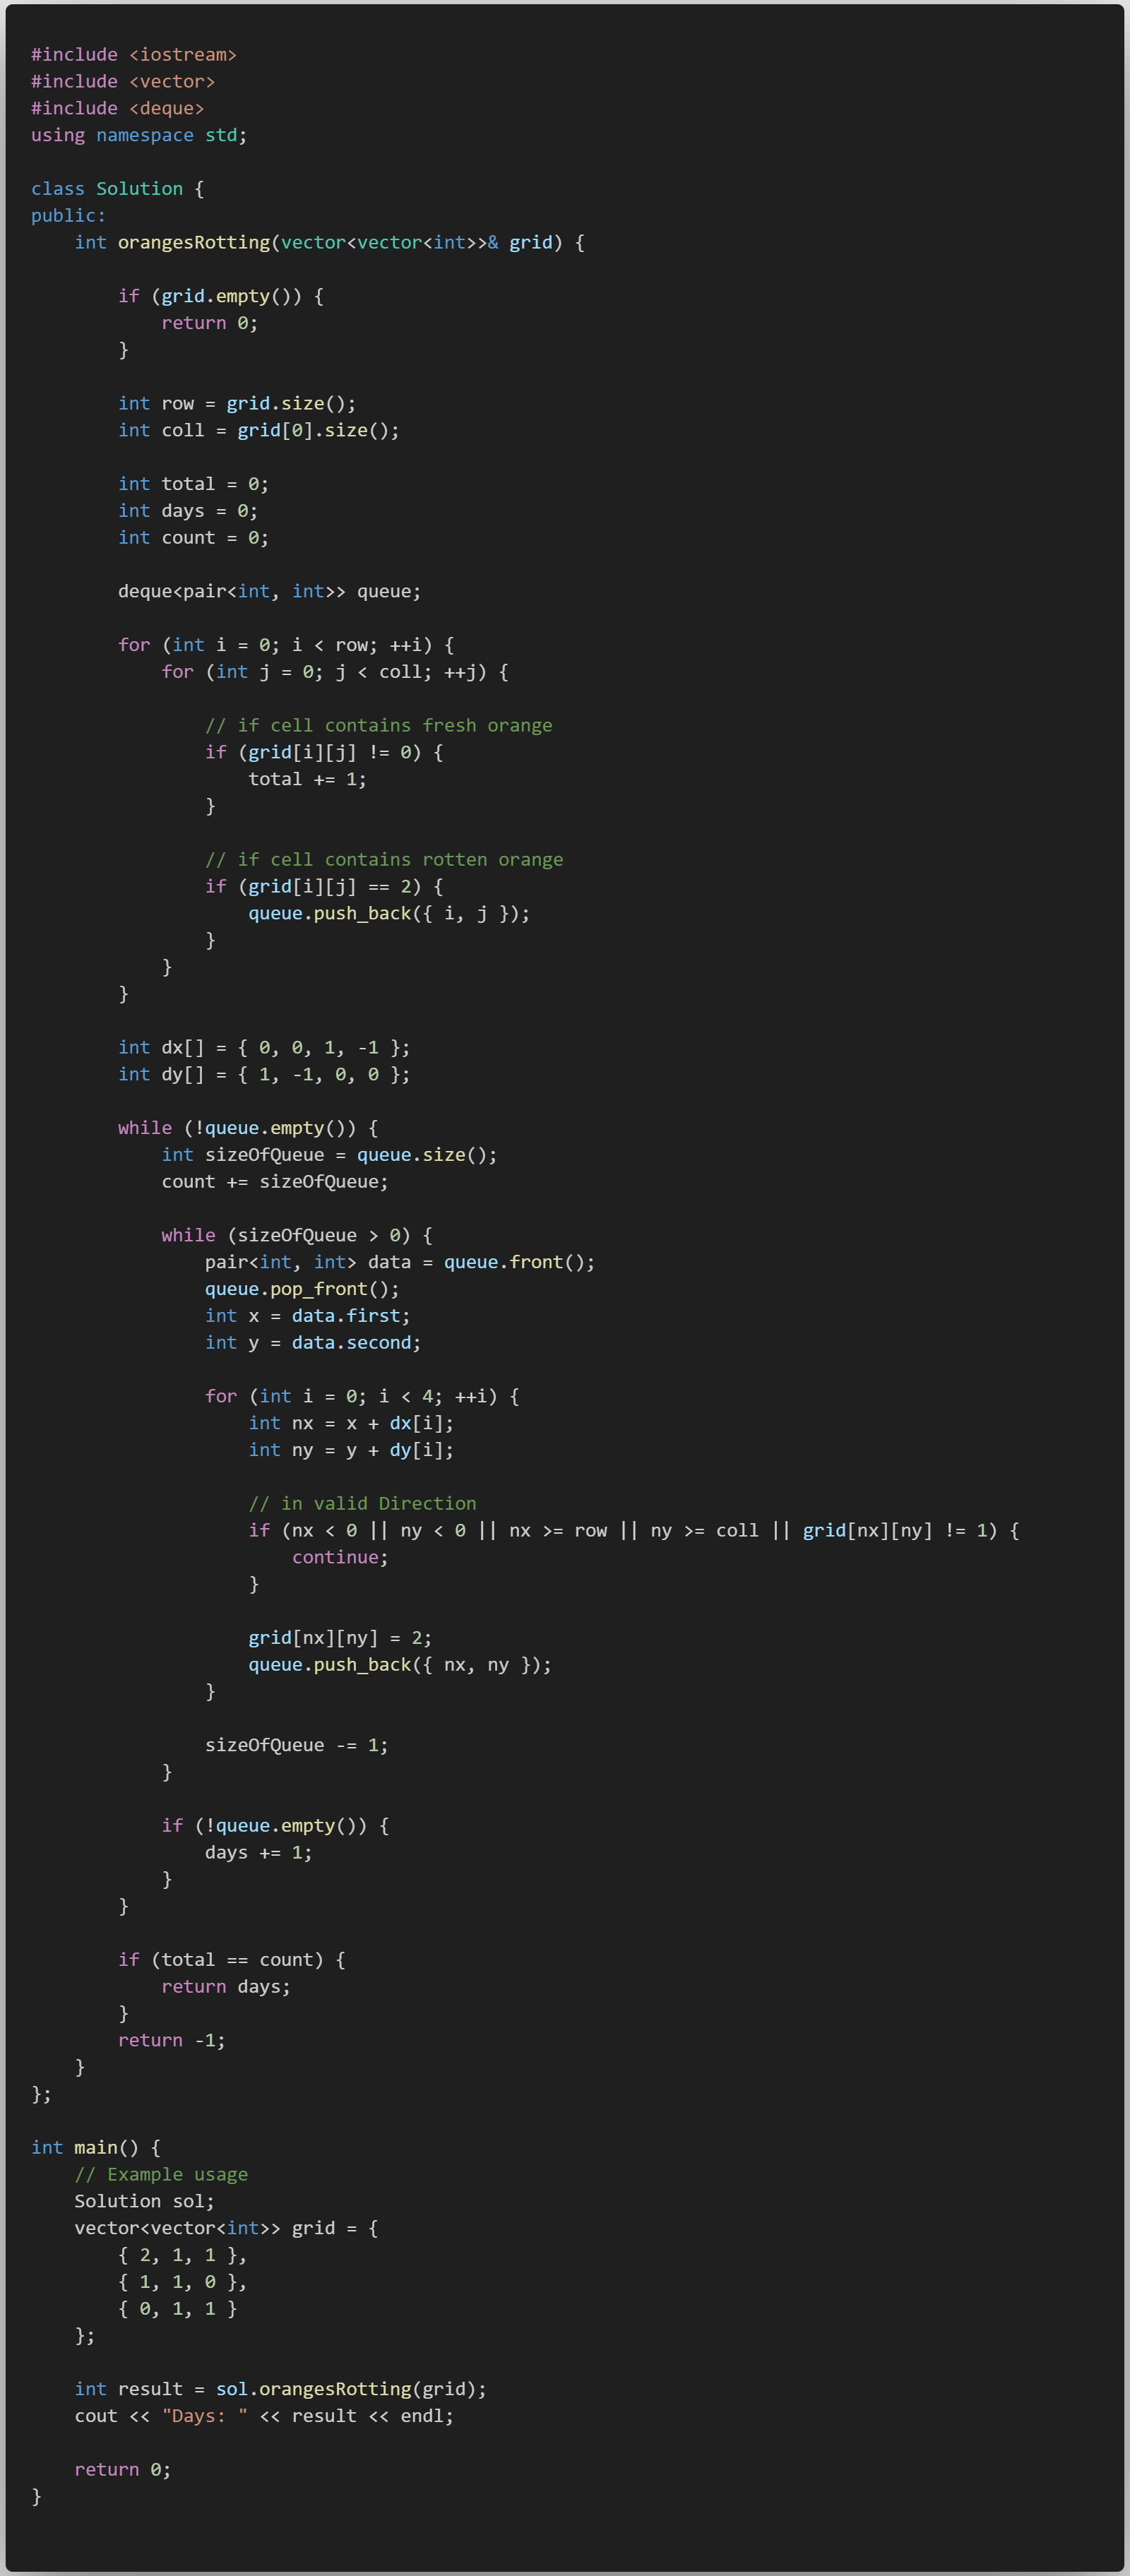 #include <iostream>
#include <vector>
#include <deque>
using namespace std;

class Solution {
public:
    int orangesRotting(vector<vector<int>>& grid) {

        if (grid.empty()) {
            return 0;
        }

        int row = grid.size();
        int coll = grid[0].size();

        int total = 0;
        int days = 0;
        int count = 0;

        deque<pair<int, int>> queue;

        for (int i = 0; i < row; ++i) {
            for (int j = 0; j < coll; ++j) {

                // if cell contains fresh orange
                if (grid[i][j] != 0) {
                    total += 1;
                }

                // if cell contains rotten orange
                if (grid[i][j] == 2) {
                    queue.push_back({ i, j });
                }
            }
        }

        int dx[] = { 0, 0, 1, -1 };
        int dy[] = { 1, -1, 0, 0 };

        while (!queue.empty()) {
            int sizeOfQueue = queue.size();
            count += sizeOfQueue;

            while (sizeOfQueue > 0) {
                pair<int, int> data = queue.front();
                queue.pop_front();
                int x = data.first;
                int y = data.second;

                for (int i = 0; i < 4; ++i) {
                    int nx = x + dx[i];
                    int ny = y + dy[i];

                    // in valid Direction
                    if (nx < 0 || ny < 0 || nx >= row || ny >= coll || grid[nx][ny] != 1) {
                        continue;
                    }

                    grid[nx][ny] = 2;
                    queue.push_back({ nx, ny });
                }

                sizeOfQueue -= 1;
            }

            if (!queue.empty()) {
                days += 1;
            }
        }

        if (total == count) {
            return days;
        }
        return -1;
    }
};

int main() {
    // Example usage
    Solution sol;
    vector<vector<int>> grid = {
        { 2, 1, 1 },
        { 1, 1, 0 },
        { 0, 1, 1 }
    };

    int result = sol.orangesRotting(grid);
    cout << "Days: " << result << endl;

    return 0;
}